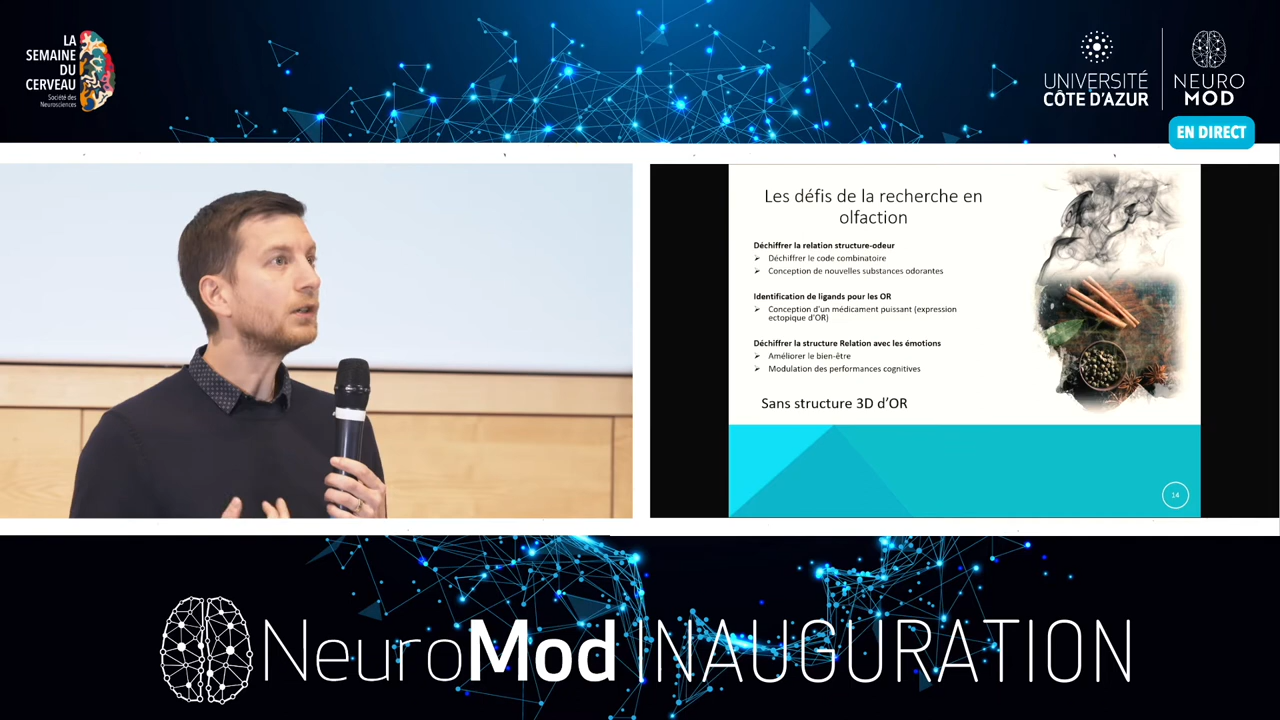 LA
SEMAINE
DU
CERVEAU
Société des
Neurosciences
UNIVERSITÉ
CÔTE D'AZUR
NEURO
MOD
EN DIRECT
Les défis de la recherche en
olfaction
Déchiffrer la relation structure-odeur
➢ Déchiffrer le code combinatoire
➢ Conception de nouvelles substances odorantes
Identification de ligands pour les OR
➢ Conception d'un médicament puissant (expression
ectopique d'OR)
Déchiffrer la structure Relation avec les émotions
➢ Améliorer le bien-être
➢ Modulation des performances cognitives
Sans structure 3D d'OR
14
NeuroMod INAUGURATION